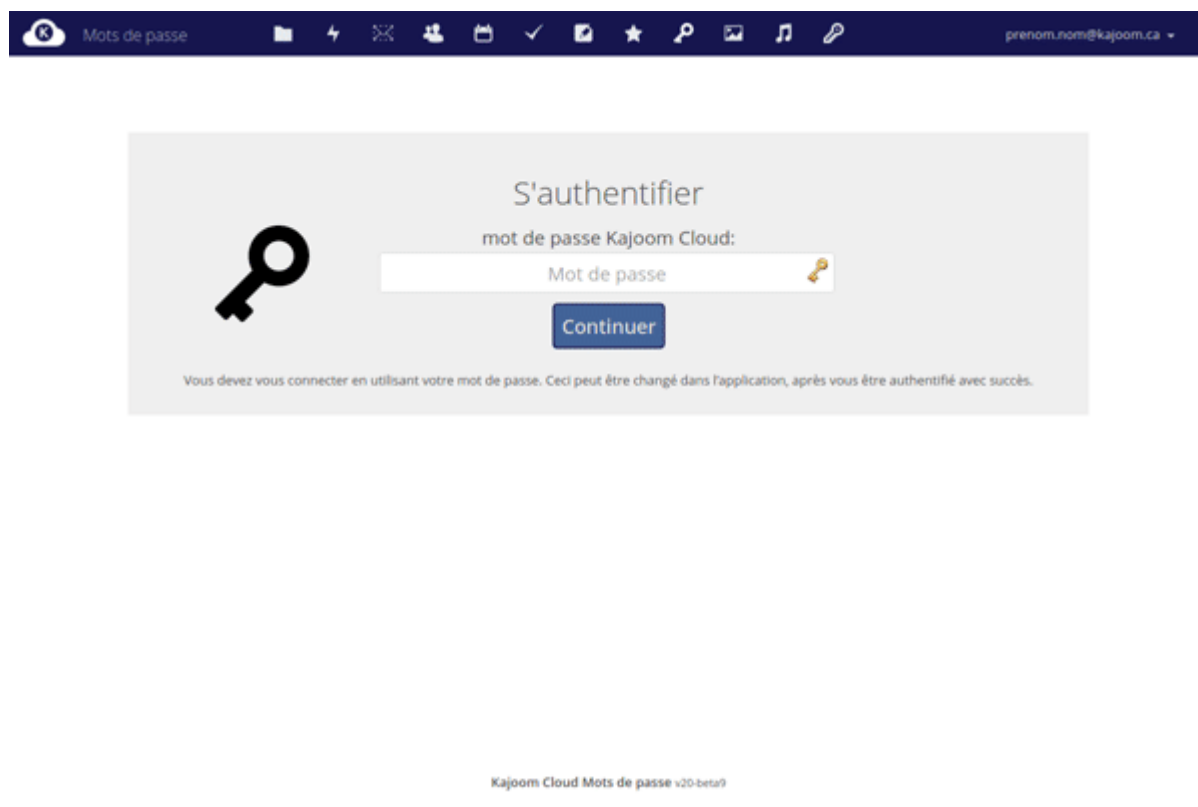 K Mots de passe prenom.nom@kajoom.ca
S'authentifier
mot de passe Kajoom Cloud:
Mot de passe
Continuer
Vous devez vous connecter en utilisant votre mot de passe. Ceci peut être changé dans l'application, après vous être authentifié avec succès.
Kajoom Cloud Mots de passe v20-beta9